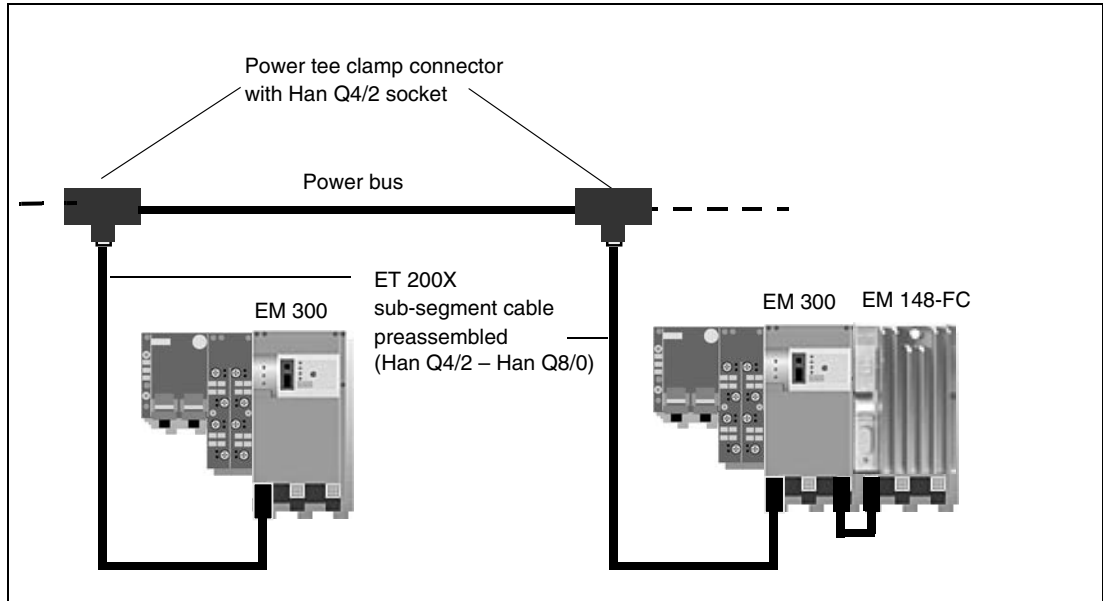 Power tee clamp connector
with Han Q4/2 socket
Power bus
ET 200X
sub-segment cable
preassembled
(Han Q4/2 – Han Q8/0)
EM 300
EM 300
EM 148-FC